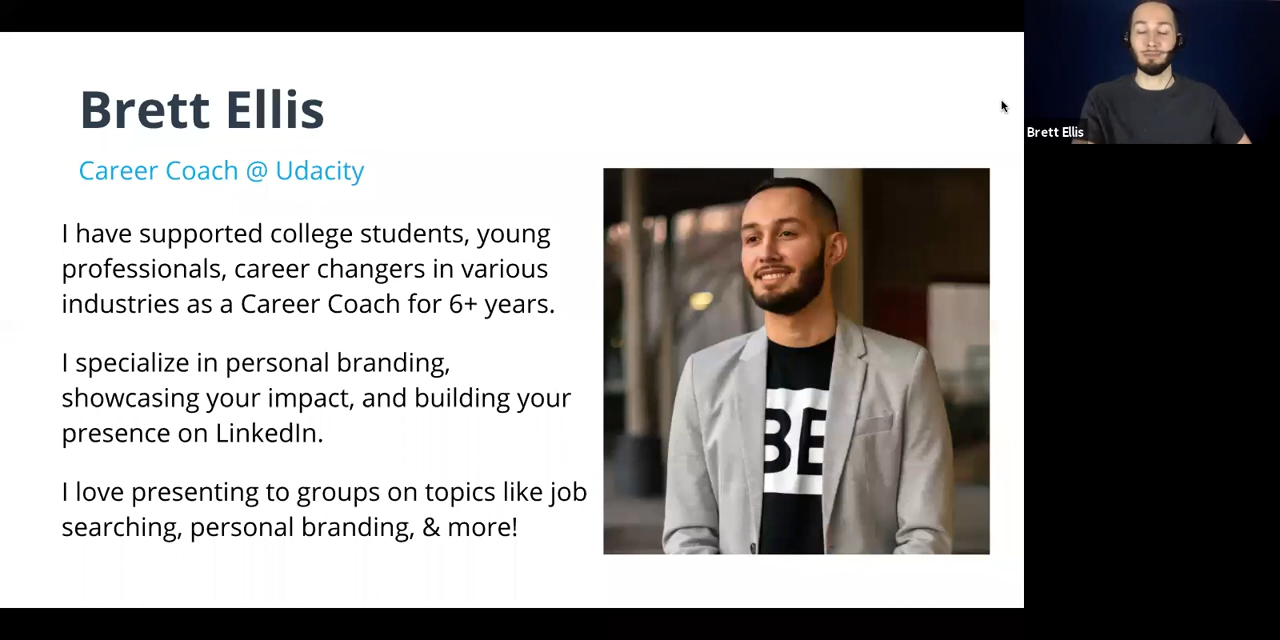 Brett Ellis
Career Coach @ Udacity
I have supported college students, young
professionals, career changers in various
industries as a Career Coach for 6+ years.
I specialize in personal branding,
showcasing your impact, and building your
presence on LinkedIn.
I love presenting to groups on topics like job
searching, personal branding, & more!
BE
Brett Ellis